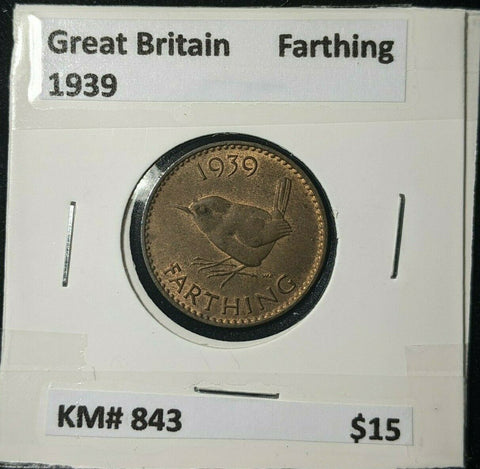 Great Britain Farthing
1939
1939
FARTHING
KM# 843 $15